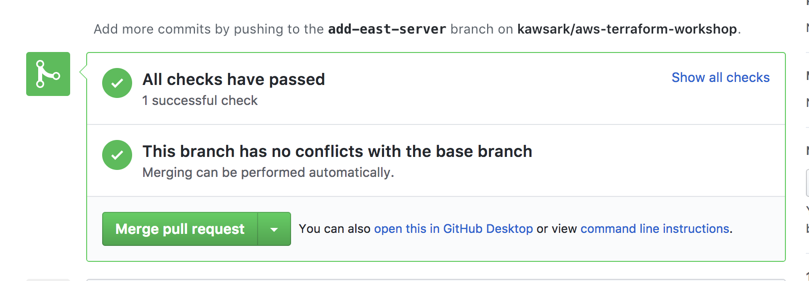 Add more commits by pushing to the add-east-server branch on kawsark/aws-terraform-workshop.
All checks have passed
Show all checks
1 successful check
This branch has no conflicts with the base branch
Merging can be performed automatically.
Merge pull request
You can also open this in GitHub Desktop or view command line instructions.